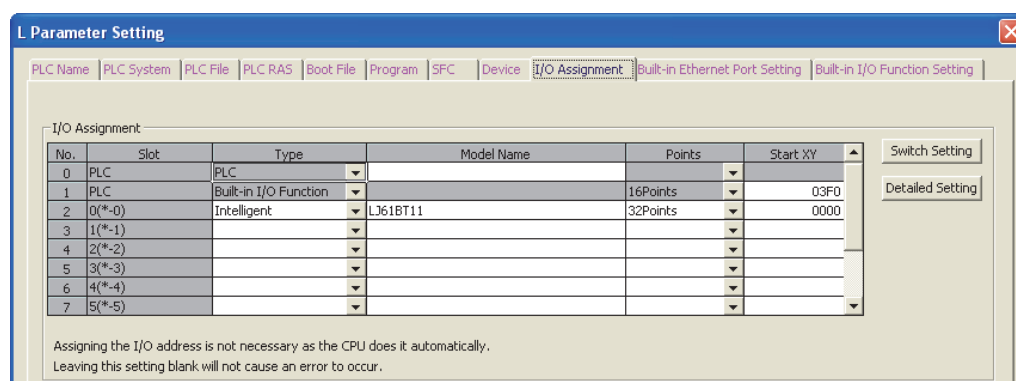 L Parameter Setting
PLC Name PLC System PLC File PLC RAS Boot File Program SFC Device I/O Assignment Built-in Ethernet Port Setting Built-in I/O Function Setting
I/O Assignment
No. Slot Type Model Name Points Start XY
Switch Setting
0 PLC PLC
1 PLC Built-in I/O Function 16Points 03F0
Detailed Setting
2 0(*-0) Intelligent LJ61BT11 32Points 0000
3 1(*-1)
4 2(*-2)
5 3(*-3)
6 4(*-4)
7 5(*-5)
Assigning the I/O address is not necessary as the CPU does it automatically.
Leaving this setting blank will not cause an error to occur.